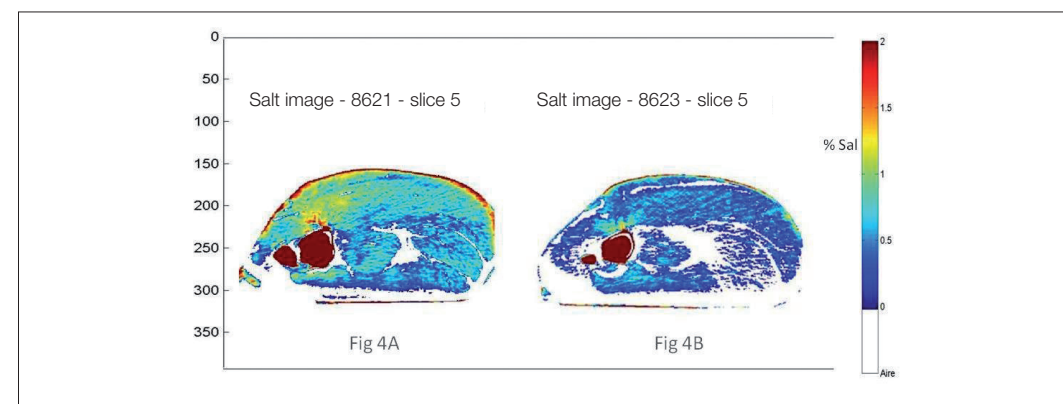 0
50
100
150
200
250
300
350
Salt image - 8621 - slice 5
Salt image - 8623 - slice 5
Fig 4A
Fig 4B
% Sal
2
1.5
1
0.5
0
Aire